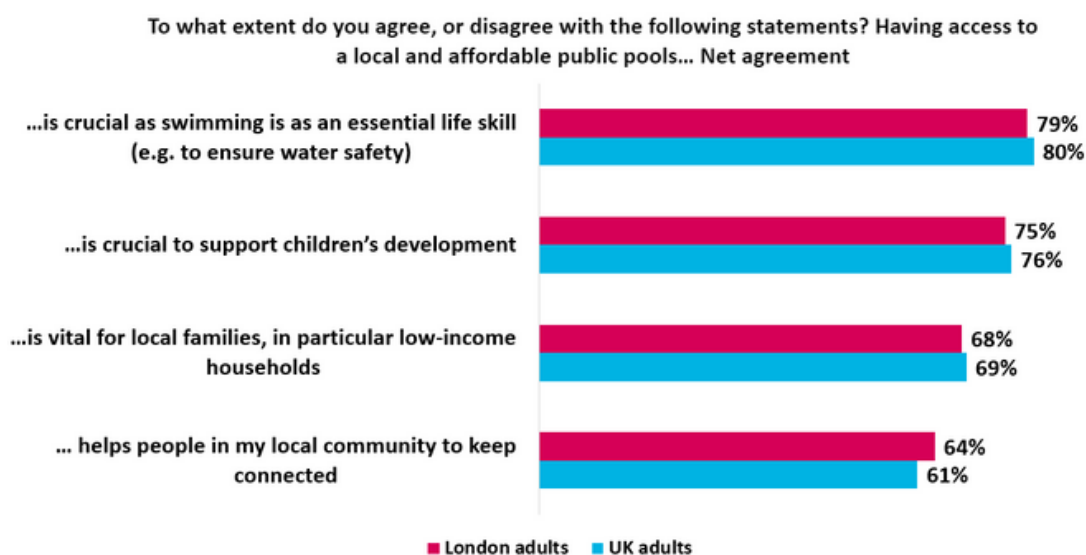 To what extent do you agree, or disagree with the following statements? Having access to
a local and affordable public pools... Net agreement
...is crucial as swimming is as an essential life skill
(e.g. to ensure water safety)
79%
80%
...is crucial to support children’s development
75%
76%
...is vital for local families, in particular low-income
households
68%
69%
... helps people in my local community to keep
connected
64%
61%
London adults UK adults